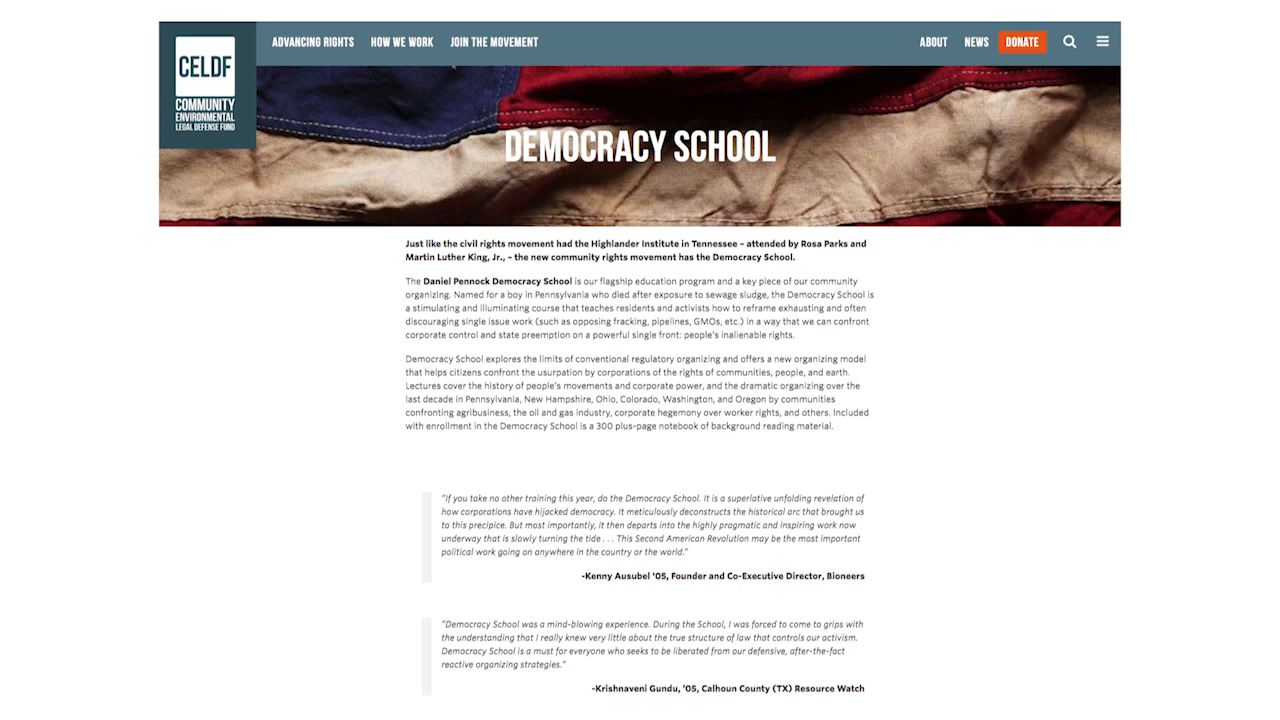 CELDF
COMMUNITY
ENVIRONMENTAL
LEGAL DEFENSE FUND
ADVANCING RIGHTS HOW WE WORK JOIN THE MOVEMENT ABOUT NEWS DONATE
DEMOCRACY SCHOOL
Just like the civil rights movement had the Highlander Institute in Tennessee – attended by Rosa Parks and
Martin Luther King, Jr., – the new community rights movement has the Democracy School.
The Daniel Pennock Democracy School is our flagship education program and a key piece of our community
organizing. Named for a boy in Pennsylvania who died after exposure to sewage sludge, the Democracy School is
a stimulating and illuminating course that teaches residents and activists how to reframe exhausting and often
discouraging single issue work (such as opposing fracking, pipelines, GMOs, etc.) in a way that we can confront
corporate control and state preemption on a powerful single front: people's inalienable rights.
Democracy School explores the limits of conventional regulatory organizing and offers a new organizing model
that helps citizens confront the usurpation by corporations of the rights of communities, people, and earth.
Lectures cover the history of people's movements and corporate power, and the dramatic organizing over the
last decade in Pennsylvania, New Hampshire, Ohio, Colorado, Washington, and Oregon by communities
confronting agribusiness, the oil and gas industry, corporate hegemony over worker rights, and others. Included
with enrollment in the Democracy School is a 300 plus-page notebook of background reading material.
"If you take no other training this year, do the Democracy School. It is a superlative unfolding revelation of
how corporations have hijacked democracy. It meticulously deconstructs the historical arc that brought us
to this precipice. But most importantly, it then departs into the highly pragmatic and inspiring work now
underway that is slowly turning the tide . . . This Second American Revolution may be the most important
political work going on anywhere in the country or the world."
-Kenny Ausubel '05, Founder and Co-Executive Director, Bioneers
"Democracy School was a mind-blowing experience. During the School, I was forced to come to grips with
the understanding that I really knew very little about the true structure of law that controls our activism.
Democracy School is a must for everyone who seeks to be liberated from our defensive, after-the-fact
reactive organizing strategies."
-Krishnaveni Gundu, '05, Calhoun County (TX) Resource Watch